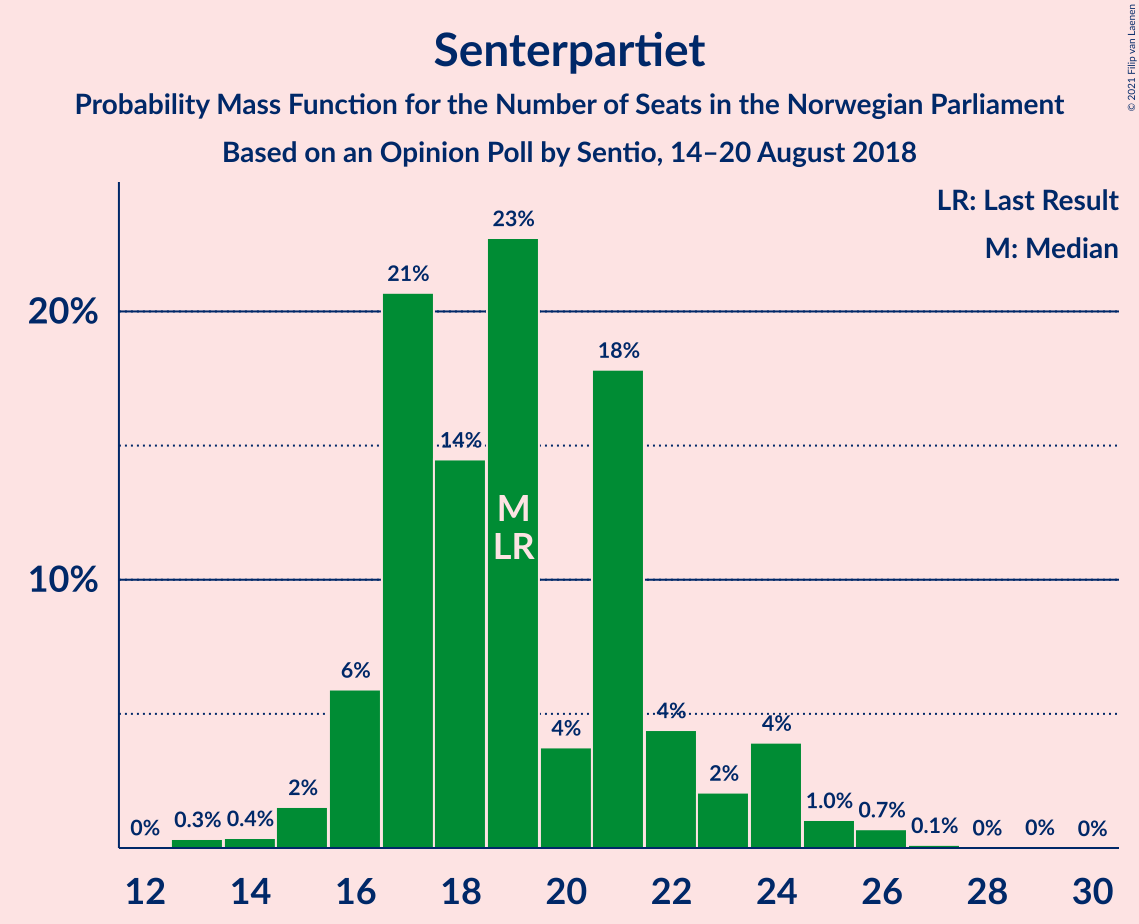 Senterpartiet
Probability Mass Function for the Number of Seats in the Norwegian Parliament
Based on an Opinion Poll by Sentio, 14–20 August 2018
© 2021 Filip van Laenen
LR: Last Result
M: Median
20%
10%
0%
0.3%
0.4%
2%
6%
21%
14%
23%
4%
18%
4%
2%
4%
1.0%
0.7%
0.1%
0%
0%
0%
M
LR
12 14 16 18 20 22 24 26 28 30